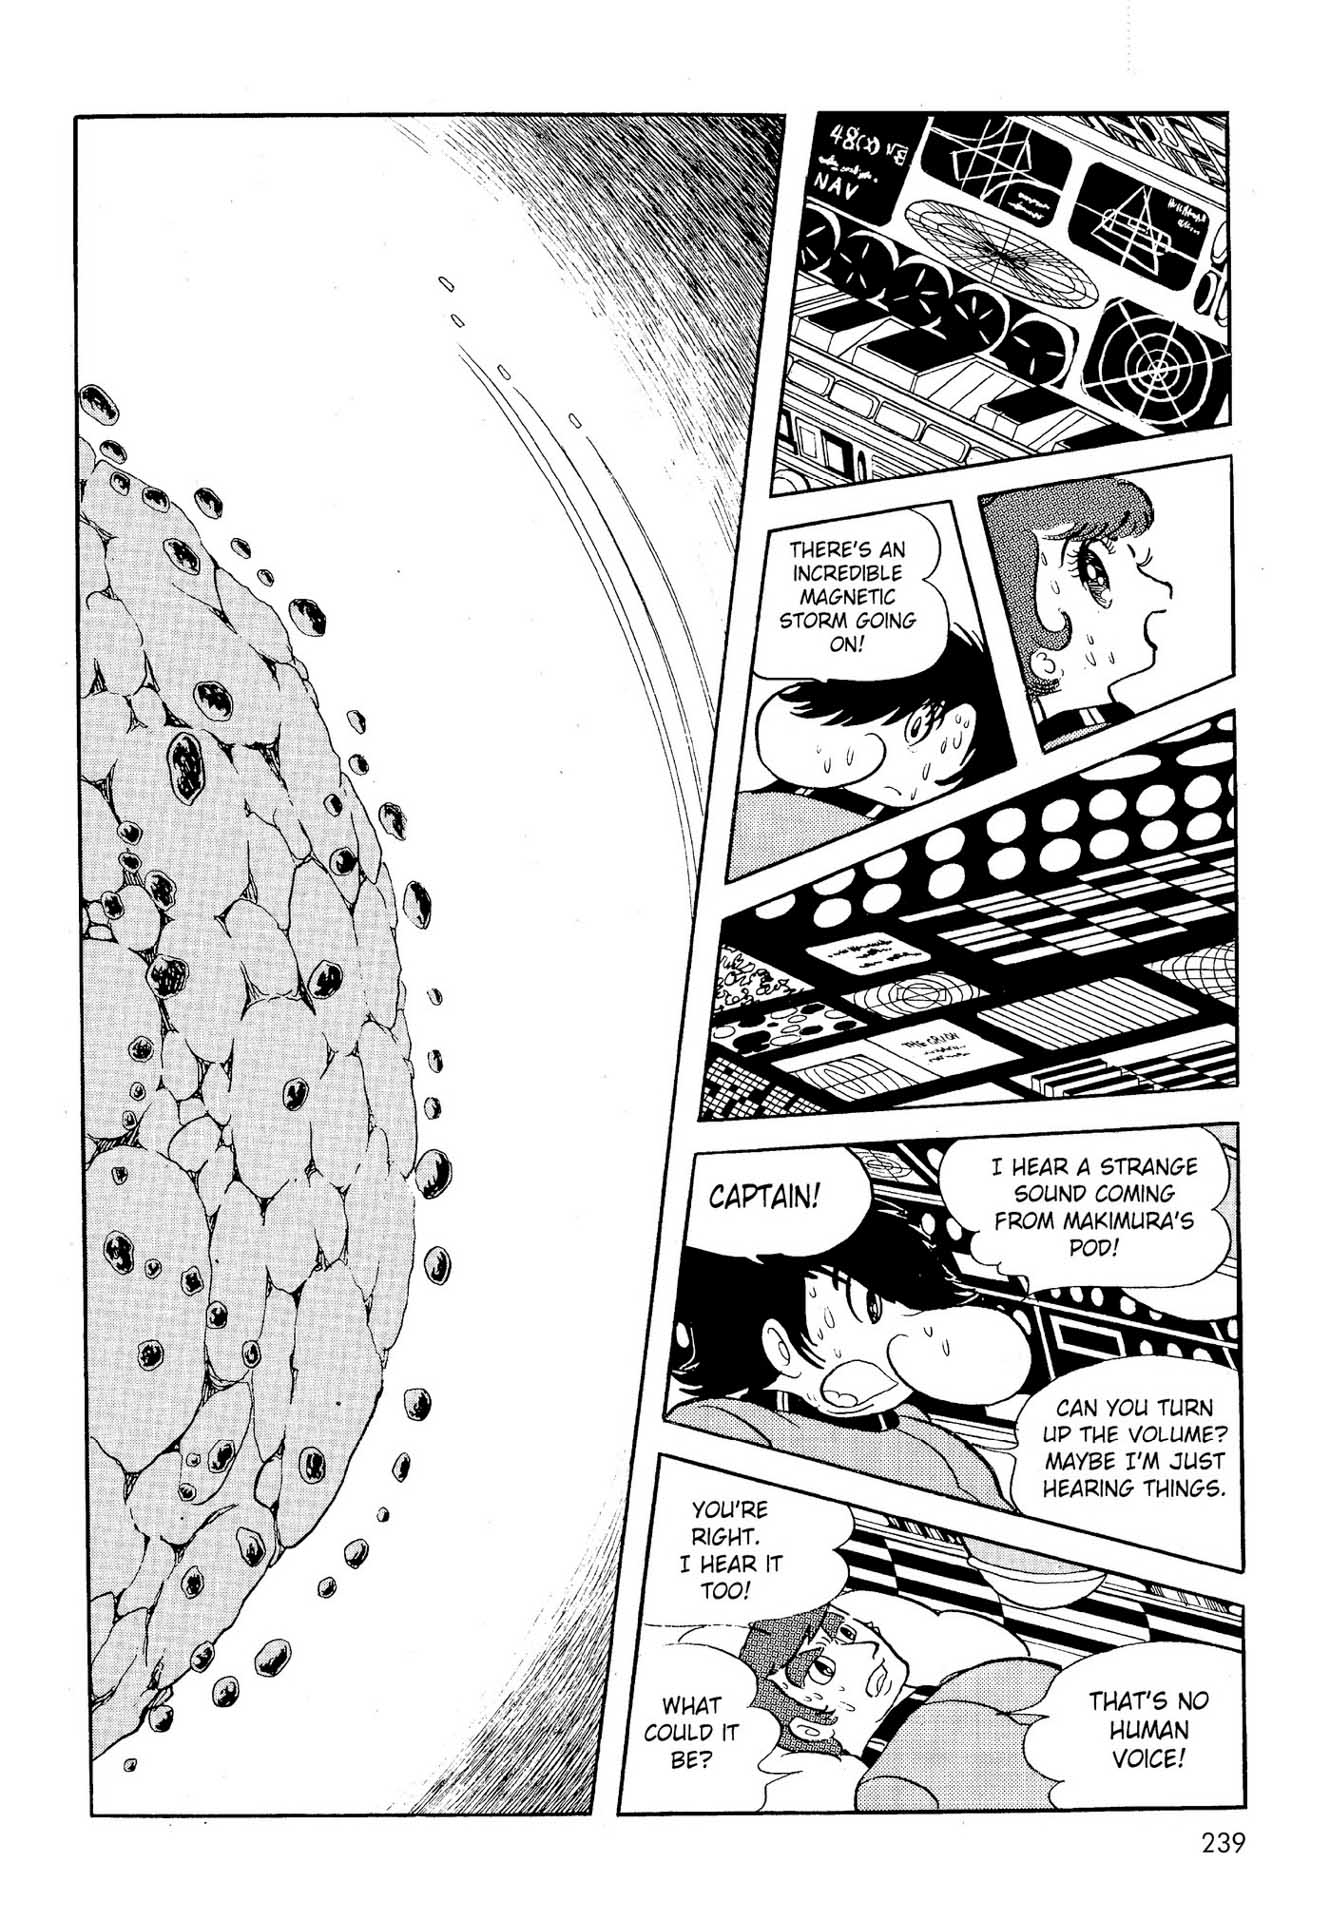 48(x) √3
NAV
THERE'S AN
INCREDIBLE
MAGNETIC
STORM GOING
ON!
CAPTAIN!
I HEAR A STRANGE
SOUND COMING
FROM MAKIMURA'S
POD!
CAN YOU TURN
UP THE VOLUME?
MAYBE I'M JUST
HEARING THINGS.
YOU'RE
RIGHT.
I HEAR IT
TOO!
WHAT
COULD IT
BE?
THAT'S NO
HUMAN
VOICE!
239